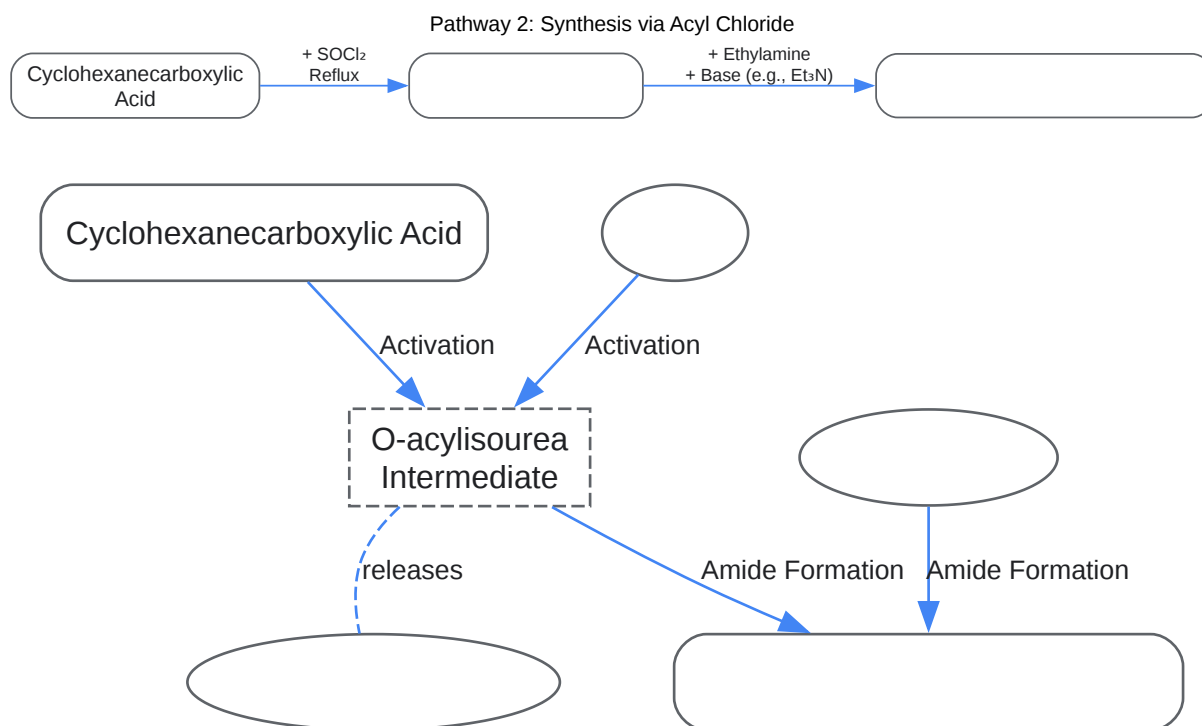 Pathway 2: Synthesis via Acyl Chloride
Cyclohexanecarboxylic
Acid
+ SOCl₂
Reflux
+ Ethylamine
+ Base (e.g., Et₃N)
Cyclohexanecarboxylic Acid
Activation
Activation
O-acylisourea
Intermediate
releases
Amide Formation
Amide Formation